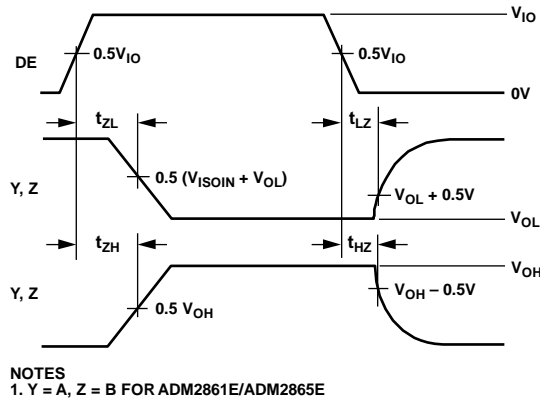 V_IO
DE
0.5V_IO
0.5V_IO
0V
t_ZL
t_LZ
Y, Z
0.5 (V_ISOIN + V_OL)
V_OL + 0.5V
V_OL
t_ZH
t_HZ
V_OH
Y, Z
0.5 V_OH
V_OH – 0.5V
NOTES
1. Y = A, Z = B FOR ADM2861E/ADM2865E